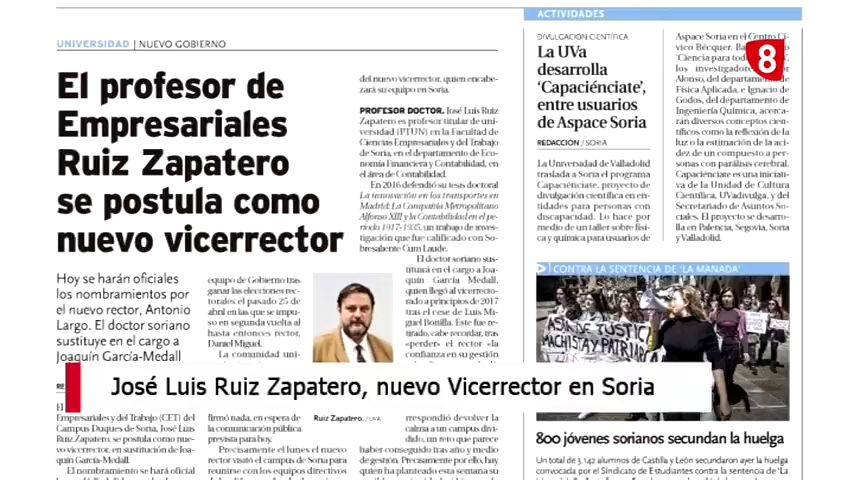 UNIVERSIDAD | NUEVO GOBIERNO
El profesor de
Empresariales
Ruiz Zapatero
se postula como
nuevo vicerrector
Hoy se harán oficiales
los nombramientos por
el nuevo rector, Antonio
Largo. El doctor soriano
sustituye en el cargo a
Joaquín García-Medall
Empresariales y del Trabajo (CET) del
Campus Duques de Soria, José Luis
Ruiz Zapatero, se postula como nue-
vo vicerrector, en sustitución de Joa-
quín García-Medall.
El nombramiento se hará oficial
equipo de Gobierno tras
ganar las elecciones rec-
torales el pasado 25 de
abril en las que se im-
puso en segunda vuelta al
hasta entonces rector,
Daniel Miguel.
La comunidad uni-
firmó nada, en espera de
la comunicación pública
prevista para hoy.
Precisamente el lunes el nuevo
rector visitó el campus de Soria para
reunirse con los equipos directivos
Ruiz Zapatero. / UVA
del nuevo vicerrector, quien encabe-
zará su equipo en Soria.
PROFESOR DOCTOR. José Luis Ruiz
Zapatero es profesor titular de uni-
versidad (PTUN) en la Facultad de
Ciencias Empresariales y del Trabajo
de Soria, en el departamento de Eco-
nomía Financiera y Contabilidad, en
el área de Contabilidad.
En 2016 defendió su tesis doctoral
La innovación en los transportes en
Madrid: La Compañía Metropolitano
Alfonso XIII y la Contabilidad en el pe-
ríodo 1917-1935, un trabajo de inves-
tigación que fue calificado con So-
bresaliente Cum Laude.
El doctor soriano sus-
tituirá en el cargo a Joa-
quín García Medall,
quien llegó al vicerrecto-
rado a principios de 2017
tras el cese de Luis Mi-
guel Bonilla. Este fue re-
tirado, cabe recordar, tras
«perder» el rector «la
confianza en su gestión
rrespondió devolver la
calma a un campus divi-
dido, un reto que parece
haber conseguido tras año y medio
de gestión. Precisamente por ello, hay
quien ha planteado esta semana su
ACTIVIDADES
DIVULGACIÓN CIENTÍFICA
La UVa
desarrolla
‘Capaciénciate’,
entre usuarios
de Aspace Soria
REDACCIÓN / SORIA
La Universidad de Valladolid
traslada a Soria el programa
Capaciénciate, proyecto de
divulgación científica en en-
tidades para personas con
discapacidad. Lo hace por
medio de un taller sobre físi-
ca y química para usuarios de
Aspace Soria en el Centro Cí-
vico Bécquer.
‘Ciencia para
los investigadores
Alonso, del departamento de
Física Aplicada, e Ignacio de
Godos, del departamento de
Ingeniería Química, acerca-
rán diversos conceptos cien-
tíficos como la reflexión de la
luz o la estimación de la aci-
dez de un compuesto a perso-
nas con parálisis cerebral.
Capaciénciate es una iniciati-
va de la Unidad de Cultura
Científica, UVadivulga, y del
Secretariado de Asuntos So-
ciales. El proyecto se desarro-
lla en Palencia, Segovia, Soria
y Valladolid.
8
CONTRA LA SENTENCIA DE ‘LA MANADA’
JUSTICIA
MACHISTA Y PATRIARCAL
800 jóvenes sorianos secundan la huelga
Un total de 3.142 alumnos de Castilla y León secundaron ayer la huelga
convocada por el Sindicato de Estudiantes contra la sentencia de ‘La
José Luis Ruiz Zapatero, nuevo Vicerrector en Soria